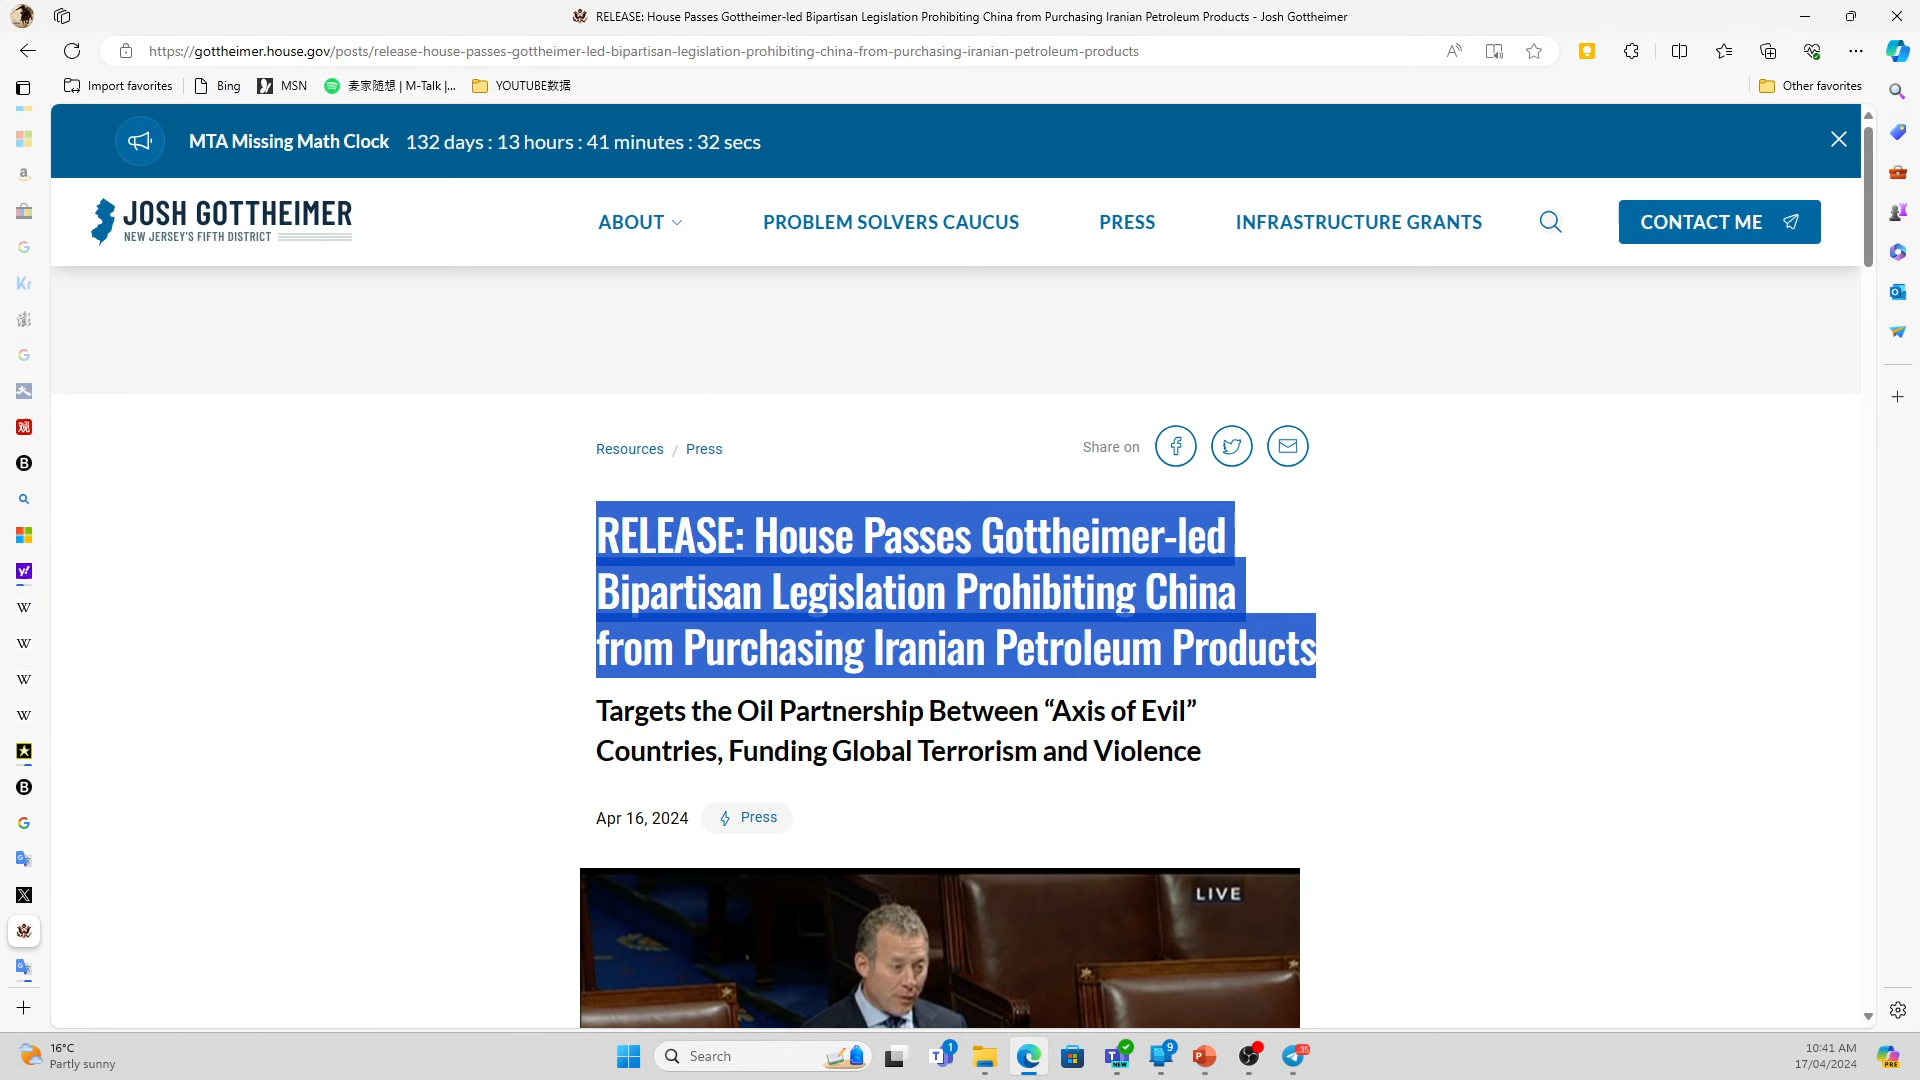 RELEASE: House Passes Gottheimer-led Bipartisan Legislation Prohibiting China from Purchasing Iranian Petroleum Products - Josh Gottheimer
https://gottheimer.house.gov/posts/release-house-passes-gottheimer-led-bipartisan-legislation-prohibiting-china-from-purchasing-iranian-petroleum-products
Import favorites
Bing
MSN
麦家随想 | M-Talk |...
YOUTUBE数据
Other favorites
MTA Missing Math Clock 132 days : 13 hours : 41 minutes : 32 secs
JOSH GOTTHEIMER
NEW JERSEY'S FIFTH DISTRICT
ABOUT
PROBLEM SOLVERS CAUCUS
PRESS
INFRASTRUCTURE GRANTS
CONTACT ME
Resources / Press
Share on
RELEASE: House Passes Gottheimer-led
Bipartisan Legislation Prohibiting China
from Purchasing Iranian Petroleum Products
Targets the Oil Partnership Between “Axis of Evil”
Countries, Funding Global Terrorism and Violence
Apr 16, 2024
Press
LIVE
16°C
Partly sunny
Search
10:41 AM
17/04/2024